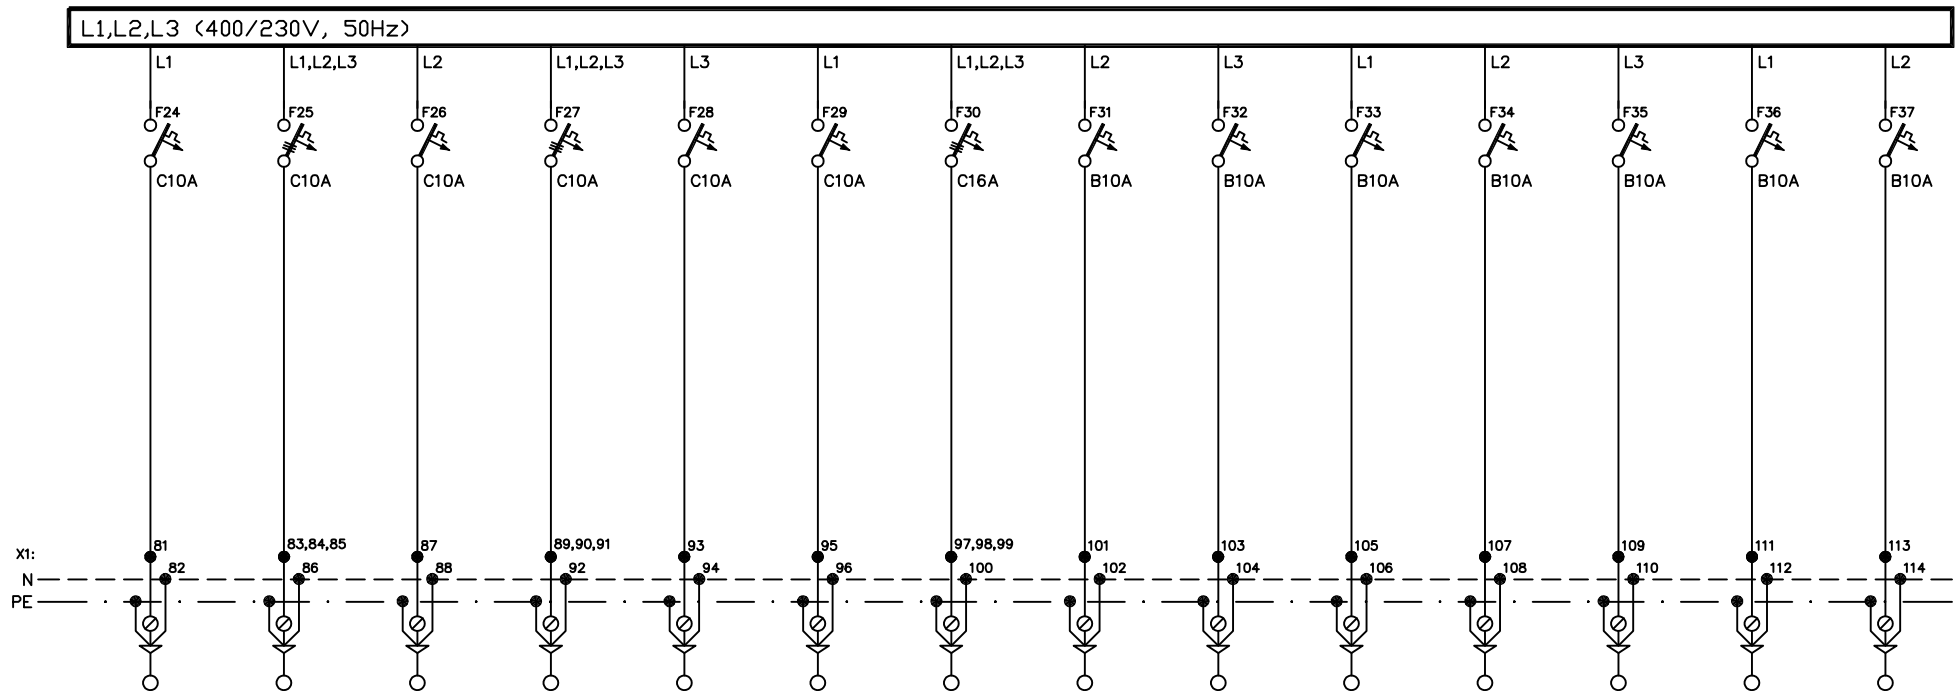 L1,L2,L3 (400/230V, 50Hz)
L1 L1,L2,L3 L2 L1,L2,L3 L3 L1 L1,L2,L3 L2 L3 L1 L2 L3 L1 L2
F24 F25 F26 F27 F28 F29 F30 F31 F32 F33 F34 F35 F36 F37
C10A C10A C10A C10A C10A C10A C16A B10A B10A B10A B10A B10A B10A B10A
81 83,84,85 87 89,90,91 93 95 97,98,99 101 103 105 107 109 111 113
X1:
82 86 88 92 94 96 100 102 104 106 108 110 112 114
N
PE